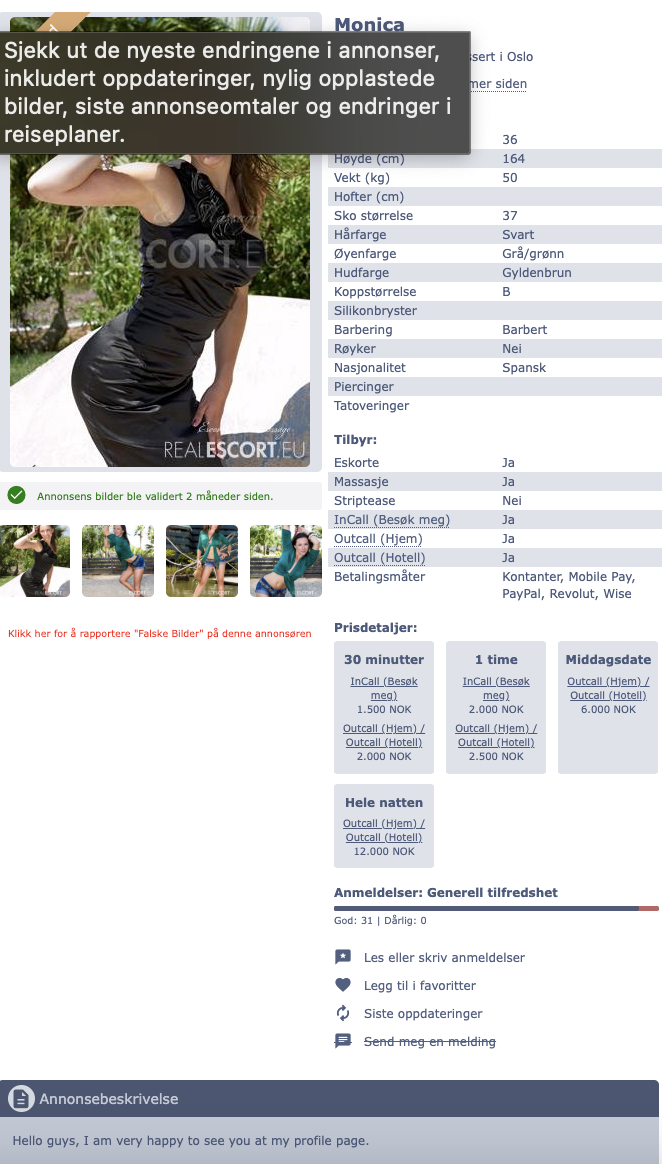 Monica
Sjekk ut de nyeste endringene i annonser,
inkludert oppdateringer, nylig opplastede
bilder, siste annonseomtaler og endringer i
reiseplaner.
sert i Oslo
mer siden
36
Høyde (cm) 164
Vekt (kg) 50
Hofter (cm)
Sko størrelse 37
Hårfarge Svart
Øyenfarge Grå/grønn
Hudfarge Gyldenbrun
Koppstørrelse B
Silikonbryster
Barbering Barbert
Røyker Nei
Nasjonalitet Spansk
Piercinger
Tatoveringer
REALESCORT.EU
REALESCORT.EU
Annonsens bilder ble validert 2 måneder siden.
Klikk her for å rapportere "Falske Bilder" på denne annonsøren
Tilbyr:
Eskorte Ja
Massasje Ja
Striptease Nei
InCall (Besøk meg) Ja
Outcall (Hjem) Ja
Outcall (Hotell) Ja
Betalingsmåter Kontanter, Mobile Pay,
PayPal, Revolut, Wise
Prisdetaljer:
30 minutter
InCall (Besøk
meg)
1.500 NOK
Outcall (Hjem) /
Outcall (Hotell)
2.000 NOK
1 time
InCall (Besøk
meg)
2.000 NOK
Outcall (Hjem) /
Outcall (Hotell)
2.500 NOK
Middagsdate
Outcall (Hjem) /
Outcall (Hotell)
6.000 NOK
Hele natten
Outcall (Hjem) /
Outcall (Hotell)
12.000 NOK
Anmeldelser: Generell tilfredshet
God: 31 | Dårlig: 0
Les eller skriv anmeldelser
Legg til i favoritter
Siste oppdateringer
Send meg en melding
Annonsebeskrivelse
Hello guys, I am very happy to see you at my profile page.